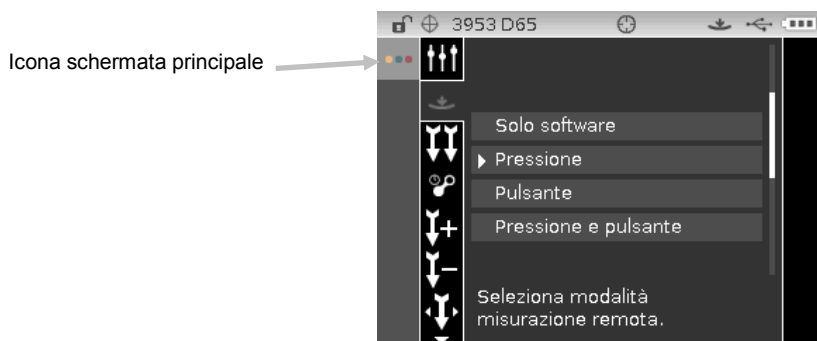 3953 D65
Icona schermata principale
Solo software
Pressione
Pulsante
Pressione e pulsante
Seleziona modalità
misurazione remota.